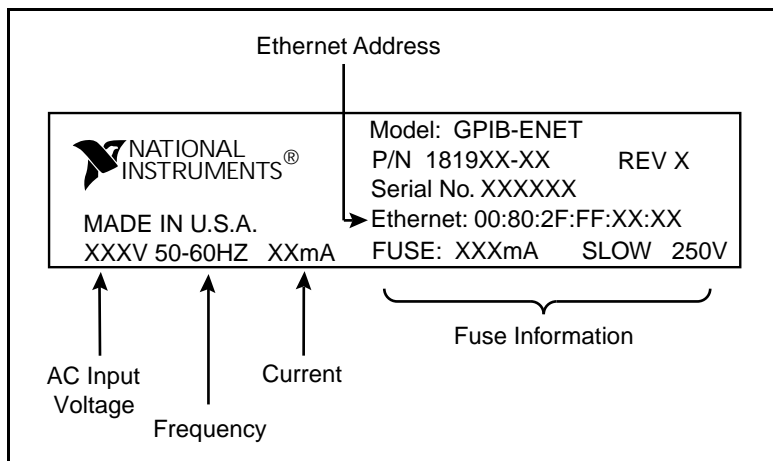 Ethernet Address
NATIONAL
INSTRUMENTS®
MADE IN U.S.A.
XXXV 50-60HZ XXmA
Model: GPIB-ENET
P/N 1819XX-XX REV X
Serial No. XXXXXX
Ethernet: 00:80:2F:FF:XX:XX
FUSE: XXXmA SLOW 250V
AC Input
Voltage
Frequency
Current
Fuse Information